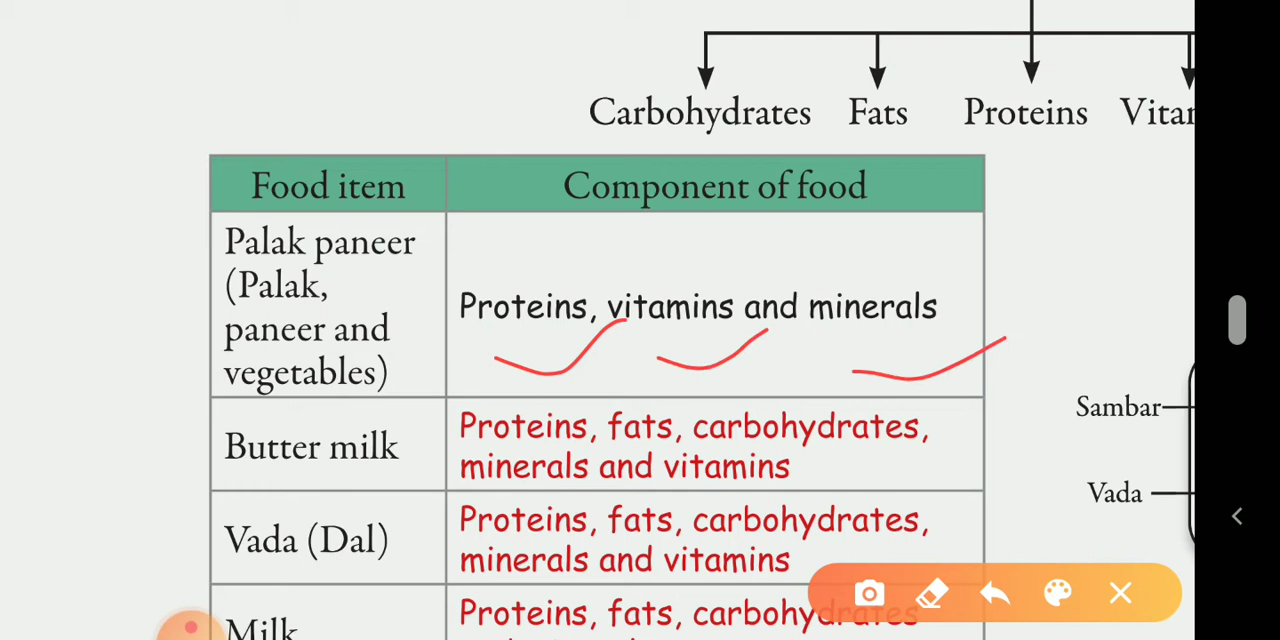 Carbohydrates Fats Proteins
Food item Component of food
Palak paneer
(Palak,
paneer and
vegetables)
Proteins, vitamins and minerals
Butter milk
Proteins, fats, carbohydrates,
minerals and vitamins
Vada (Dal)
Proteins, fats, carbohydrates,
minerals and vitamins
Milk
Proteins, fats, carbohydrates
Sambar
Vada